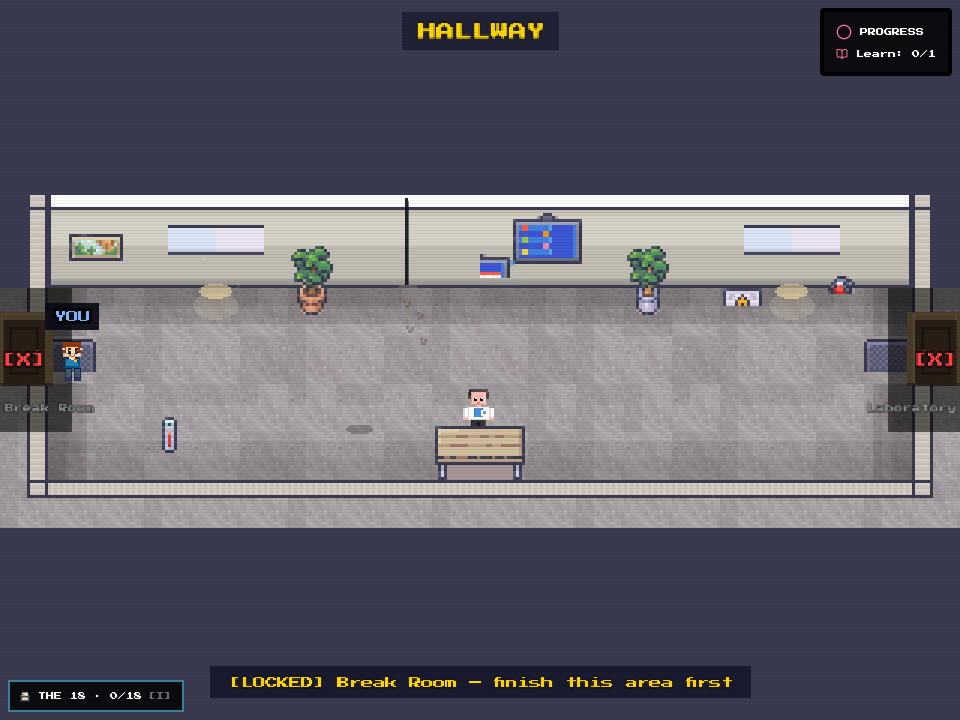 HALLWAY
PROGRESS
Learn: 0/1
YOU
[X]
[X]
Break Room
Laboratory
[LOCKED] Break Room — finish this area first
THE 18 · 0/18 [I]